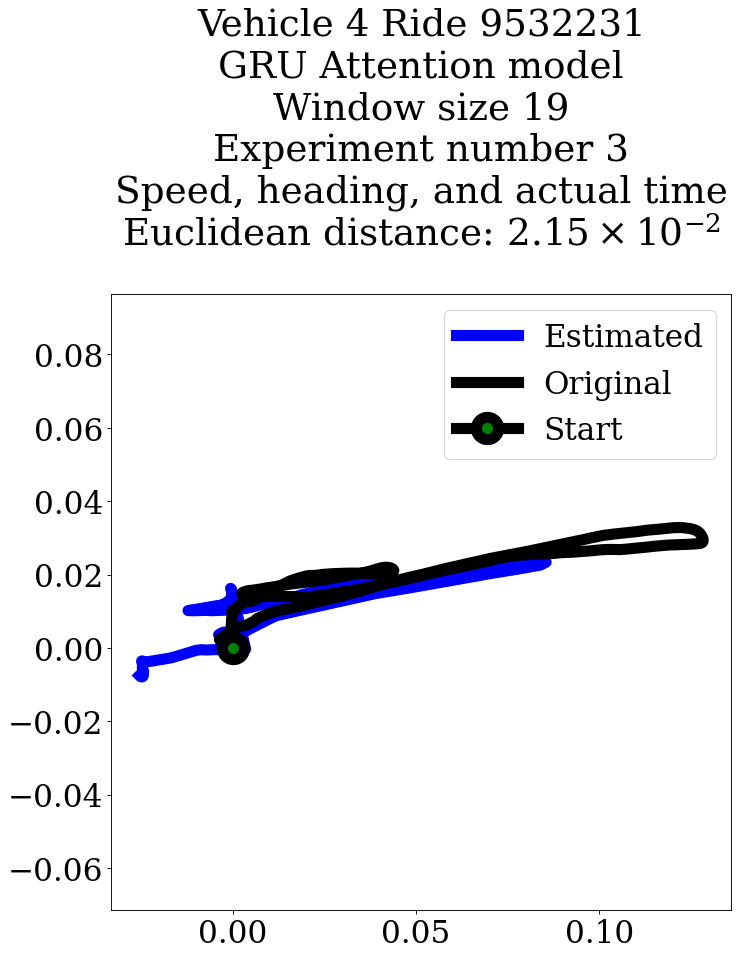 Vehicle 4 Ride 9532231
GRU Attention model
Window size 19
Experiment number 3
Speed, heading, and actual time
Euclidean distance: 2.15 × 10⁻²
Estimated
Original
Start
0.08
0.06
0.04
0.02
0.00
−0.02
−0.04
−0.06
0.00 0.05 0.10